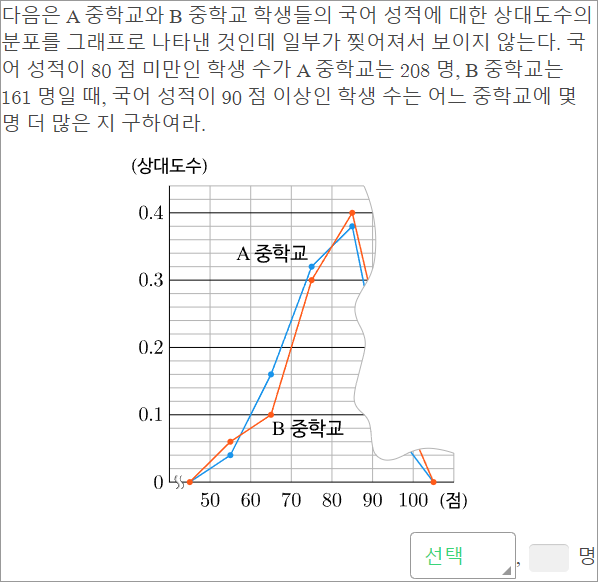 다음은 A 중학교와 B 중학교 학생들의 국어 성적에 대한 상대도수의
분포를 그래프로 나타낸 것인데 일부가 찢어져서 보이지 않는다. 국
어 성적이 80 점 미만인 학생 수가 A 중학교는 208 명, B 중학교는
161 명일 때, 국어 성적이 90 점 이상인 학생 수는 어느 중학교에 몇
명 더 많은 지 구하여라.
(상대도수)
0.4
A 중학교
0.3
0.2
0.1
B 중학교
0
50 60 70 80 90 100 (점)
선택 , 명